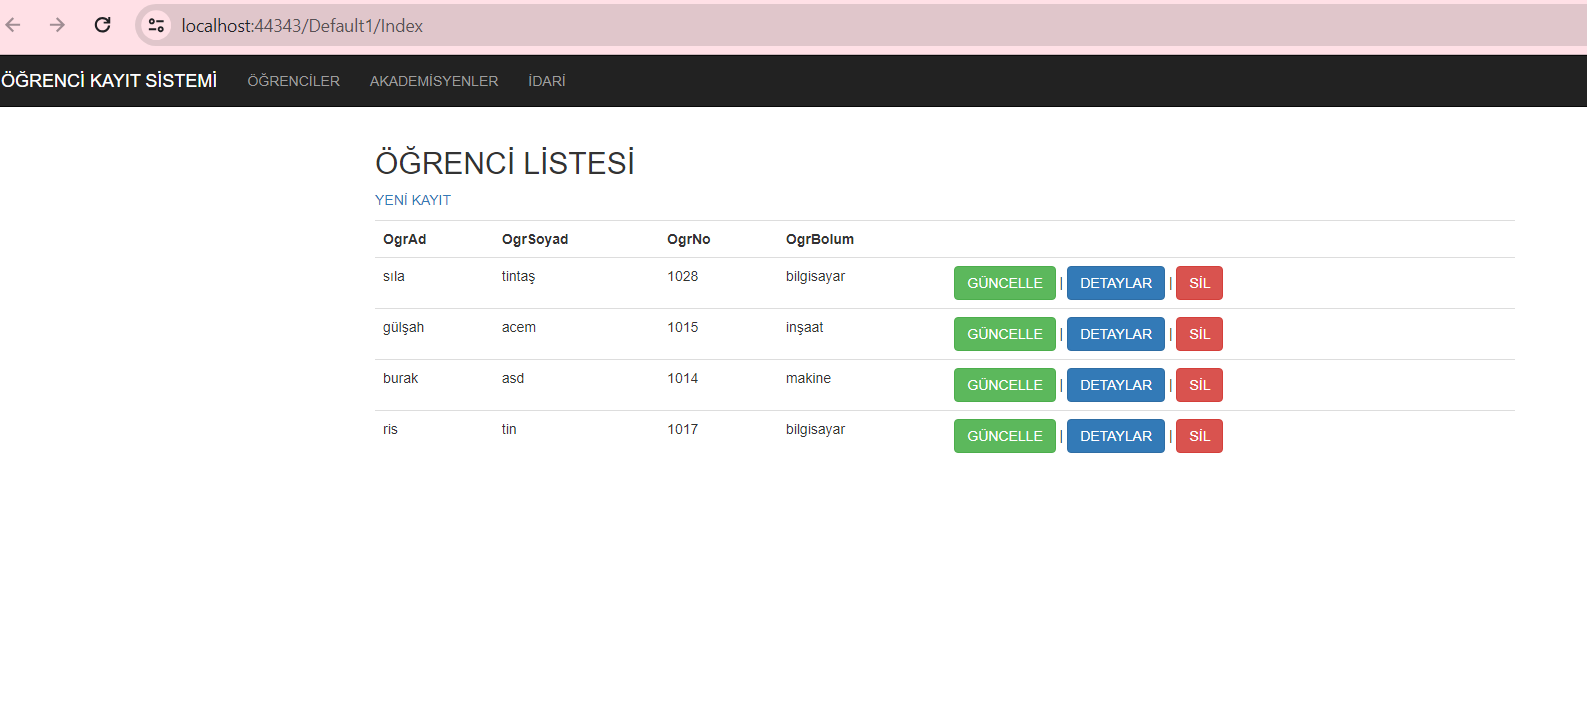 localhost:44343/Default1/Index
ÖĞRENCİ KAYIT SİSTEMİ ÖĞRENCİLER AKADEMİSYENLER İDARİ
ÖĞRENCİ LİSTESİ
YENİ KAYIT
OgrAd OgrSoyad OgrNo OgrBolum
sıla tintaş 1028 bilgisayar GÜNCELLE | DETAYLAR | SİL
gülşah acem 1015 inşaat GÜNCELLE | DETAYLAR | SİL
burak asd 1014 makine GÜNCELLE | DETAYLAR | SİL
ris tin 1017 bilgisayar GÜNCELLE | DETAYLAR | SİL